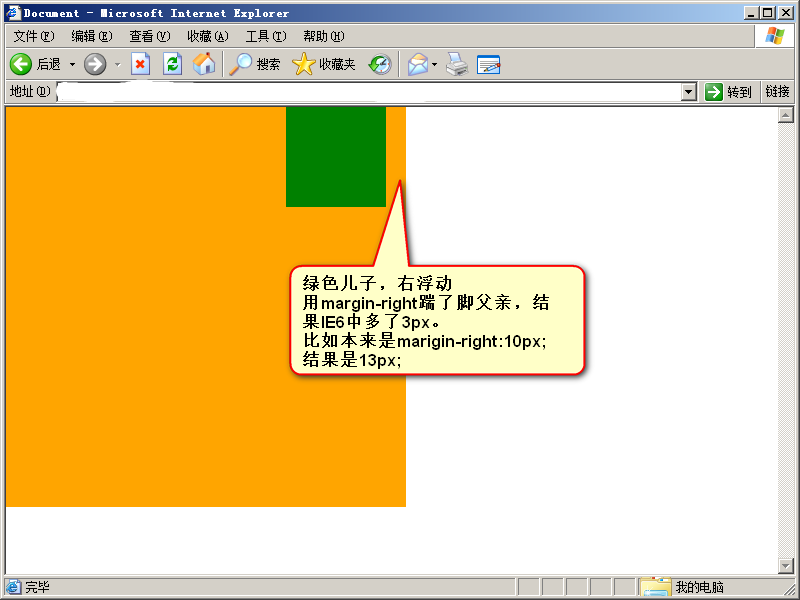 Document - Microsoft Internet Explorer
文件(F) 编辑(E) 查看(V) 收藏(A) 工具(T) 帮助(H)
后退 搜索 收藏夹
地址(D) 转到 链接
绿色儿子，右浮动
用margin-right踹了脚父亲，结
果IE6中多了3px。
比如本来是marigin-right:10px;
结果是13px;
完毕 我的电脑